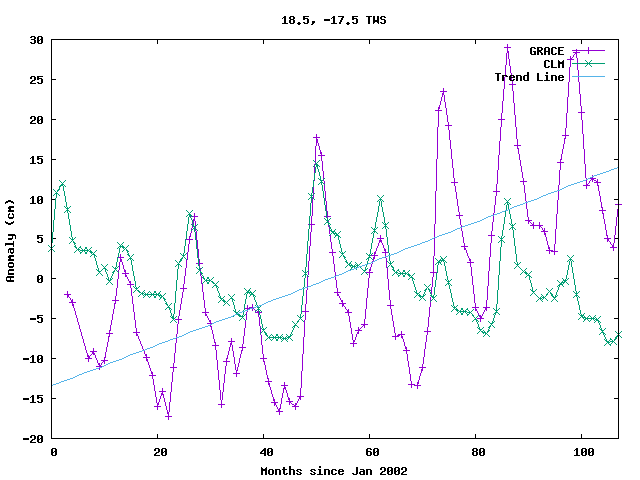 18.5, -17.5 TWS
GRACE
CLM
Trend Line
30
25
20
15
10
5
0
-5
-10
-15
-20
Anomaly (cm)
0 20 40 60 80 100
Months since Jan 2002